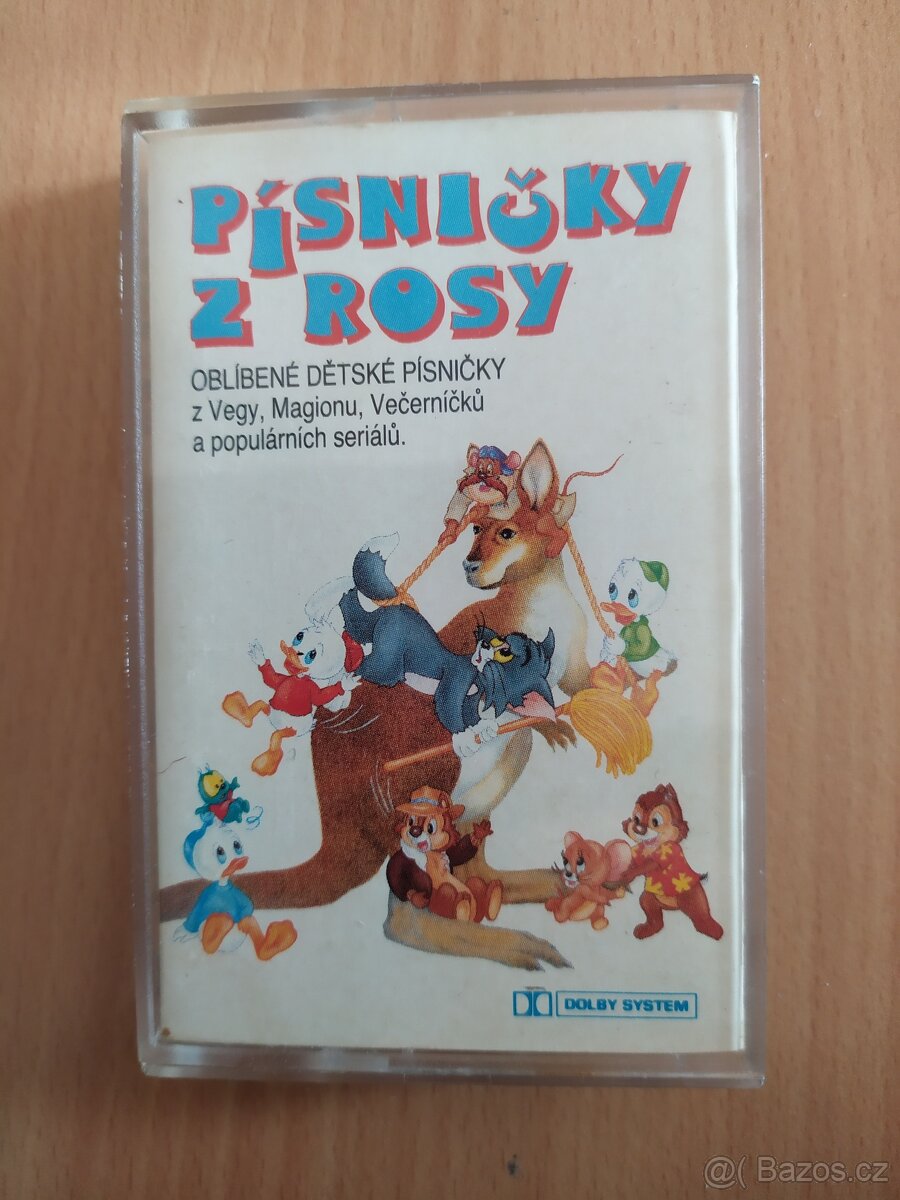 PÍSNIČKY
Z ROSY
OBLÍBENÉ DĚTSKÉ PÍSNIČKY
z Vegy, Magionu, Večerníčků
a populárních seriálů.
DOLBY SYSTEM
@( Bazos.cz